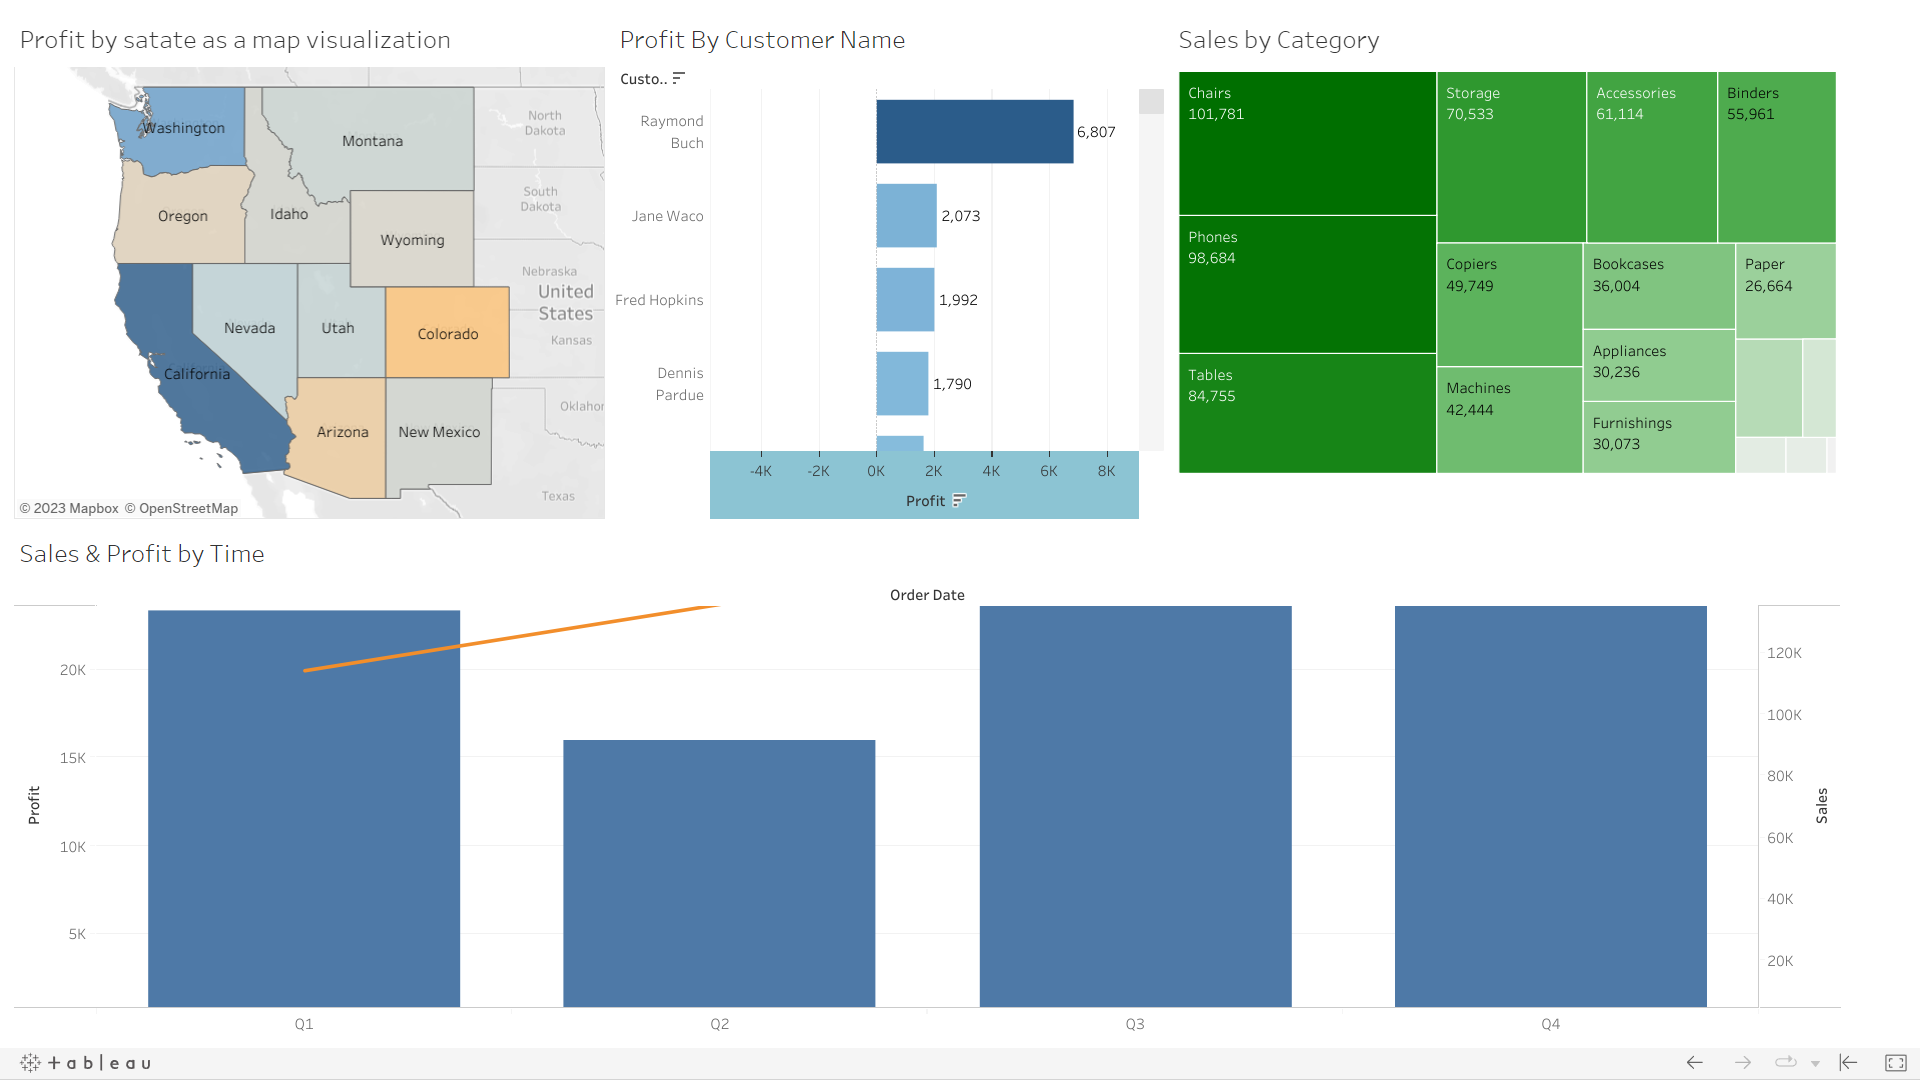 Profit by satate as a map visualization
Washington
Montana
North
Dakota
Oregon
Idaho
South
Dakota
Wyoming
Nebraska
United
States
Nevada
Utah
Colorado
Kansas
California
Arizona
New Mexico
Oklahor
Texas
© 2023 Mapbox © OpenStreetMap
Profit By Customer Name
Custo..
Raymond
Buch
6,807
Jane Waco
2,073
Fred Hopkins
1,992
Dennis
Pardue
1,790
-4K -2K 0K 2K 4K 6K 8K
Profit
Sales by Category
Chairs
101,781
Phones
98,684
Tables
84,755
Storage
70,533
Accessories
61,114
Binders
55,961
Copiers
49,749
Machines
42,444
Bookcases
36,004
Appliances
30,236
Furnishings
30,073
Paper
26,664
Sales & Profit by Time
Order Date
20K
15K
10K
5K
Profit
120K
100K
80K
60K
40K
20K
Sales
Q1 Q2 Q3 Q4
+ a b | e a u